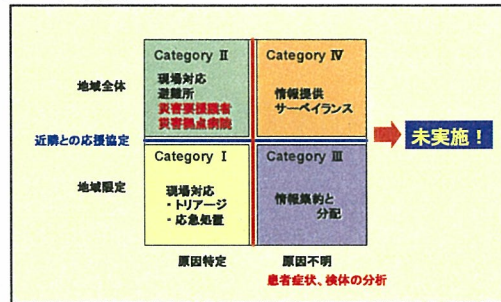 Category Ⅱ
現場対応
避難所
災害要援護者
災害拠点病院
Category Ⅳ
情報提供
サーベイランス
地域全体
近隣との応援協定
未実施！
地域限定
Category Ⅰ
現場対応
・トリアージ
・応急処置
Category Ⅲ
情報集約と
分配
原因特定
原因不明
患者症状、検体の分析